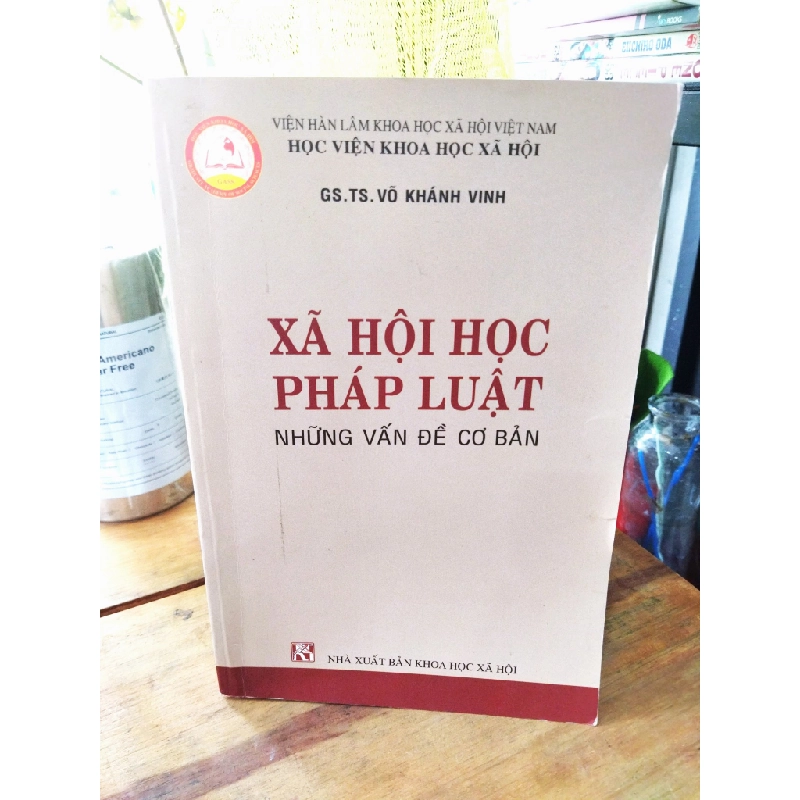 VIỆN HÀN LÂM KHOA HỌC XÃ HỘI VIỆT NAM
HỌC VIỆN KHOA HỌC XÃ HỘI
GS.TS. VÕ KHÁNH VINH
XÃ HỘI HỌC
PHÁP LUẬT
NHỮNG VẤN ĐỀ CƠ BẢN
NHÀ XUẤT BẢN KHOA HỌC XÃ HỘI
Americano
Free
ODA